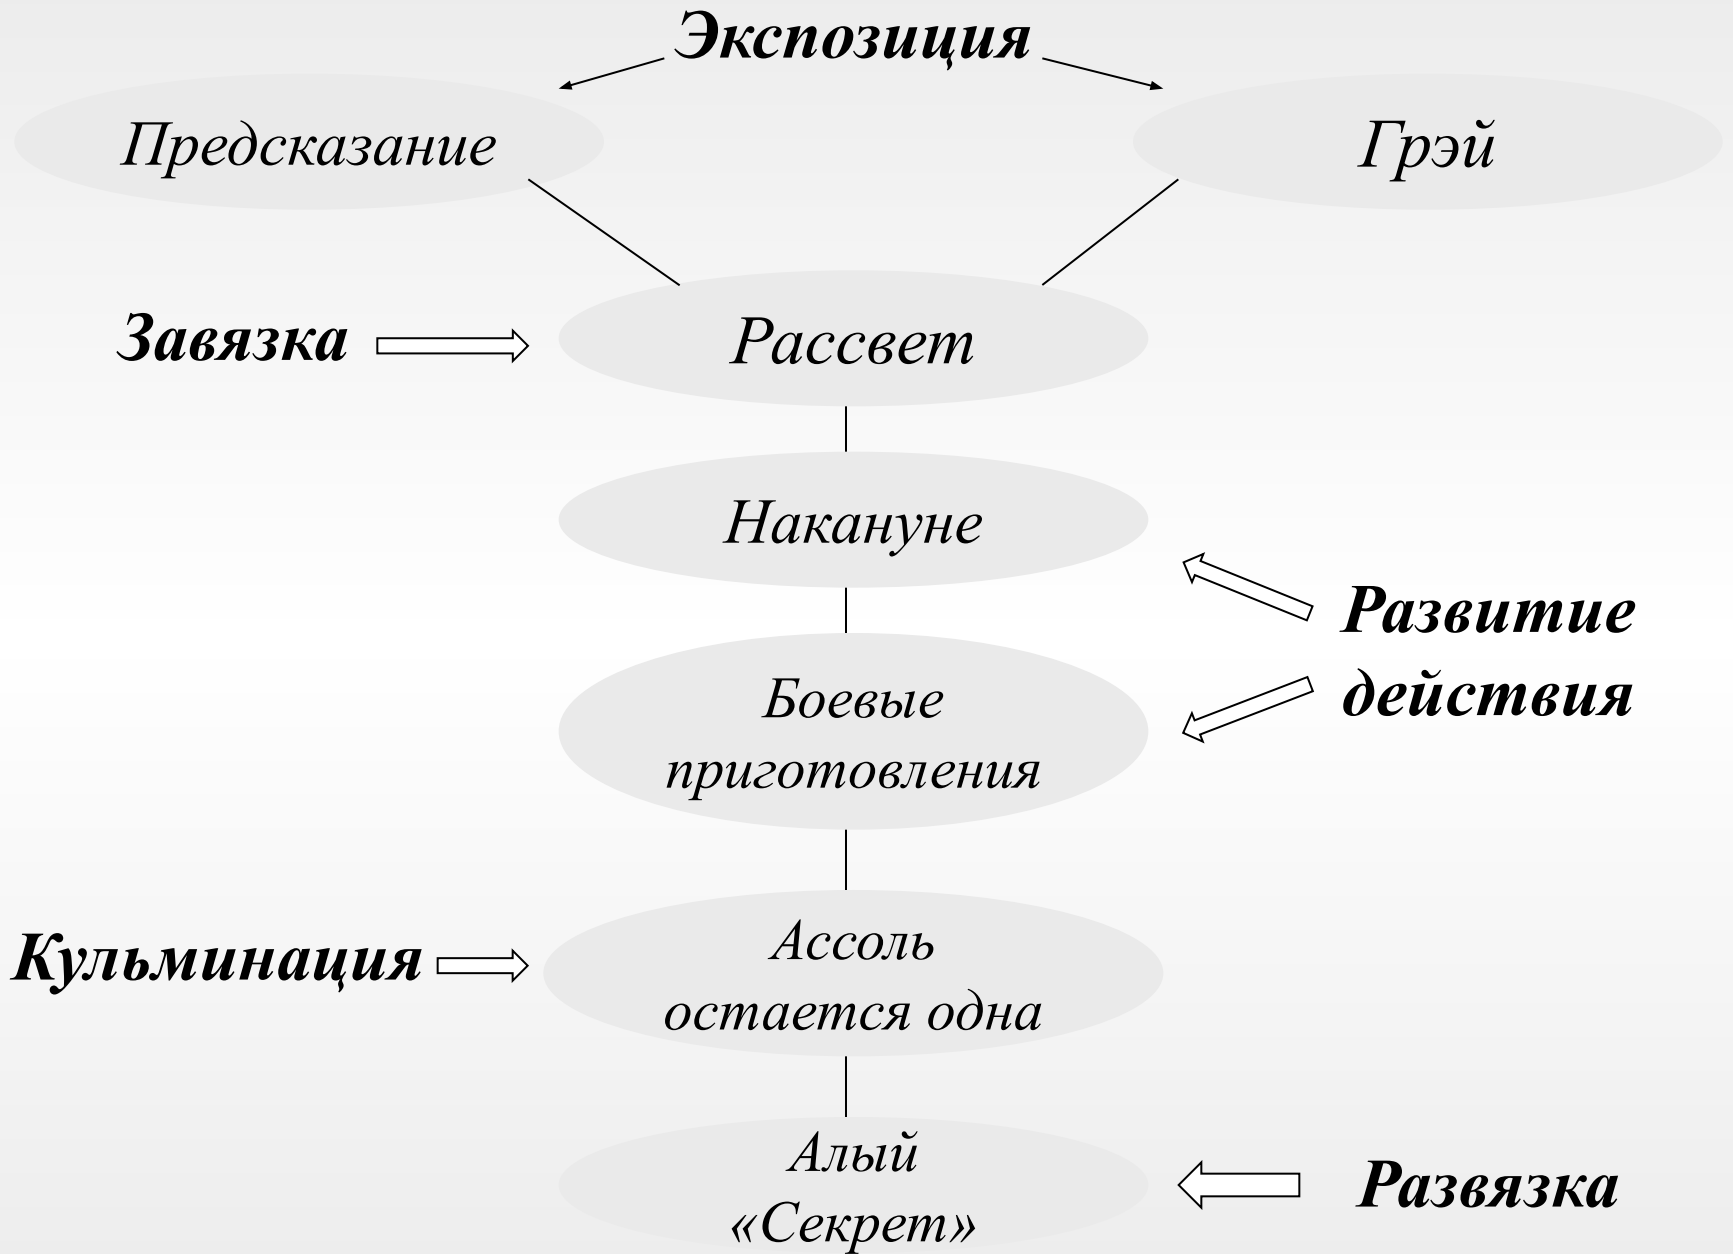 Экспозиция
Предсказание
Грэй
Завязка
Рассвет
Накануне
Развитие
действия
Боевые
приготовления
Кульминация
Ассоль
остается одна
Алый
«Секрет»
Развязка